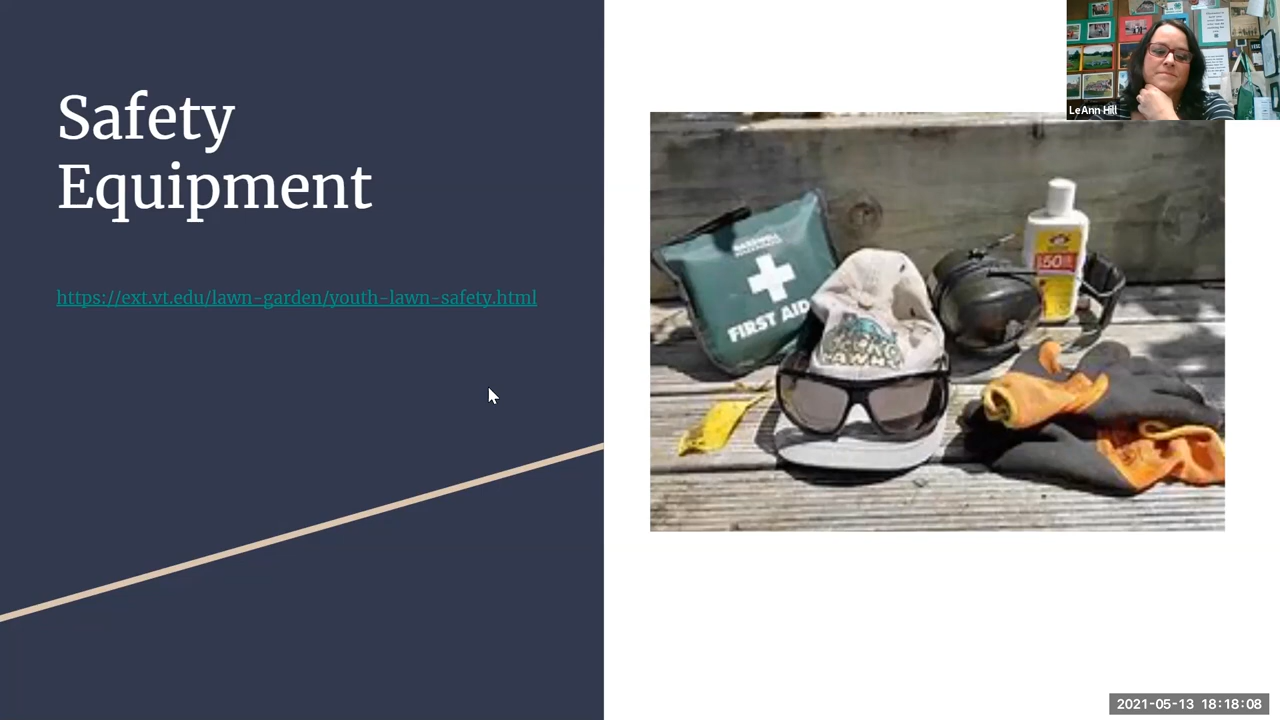 Safety
Equipment
https://ext.vt.edu/lawn-garden/youth-lawn-safety.html
LeAnn Hill
FIRST AID
50
2021-05-13 18:18:08